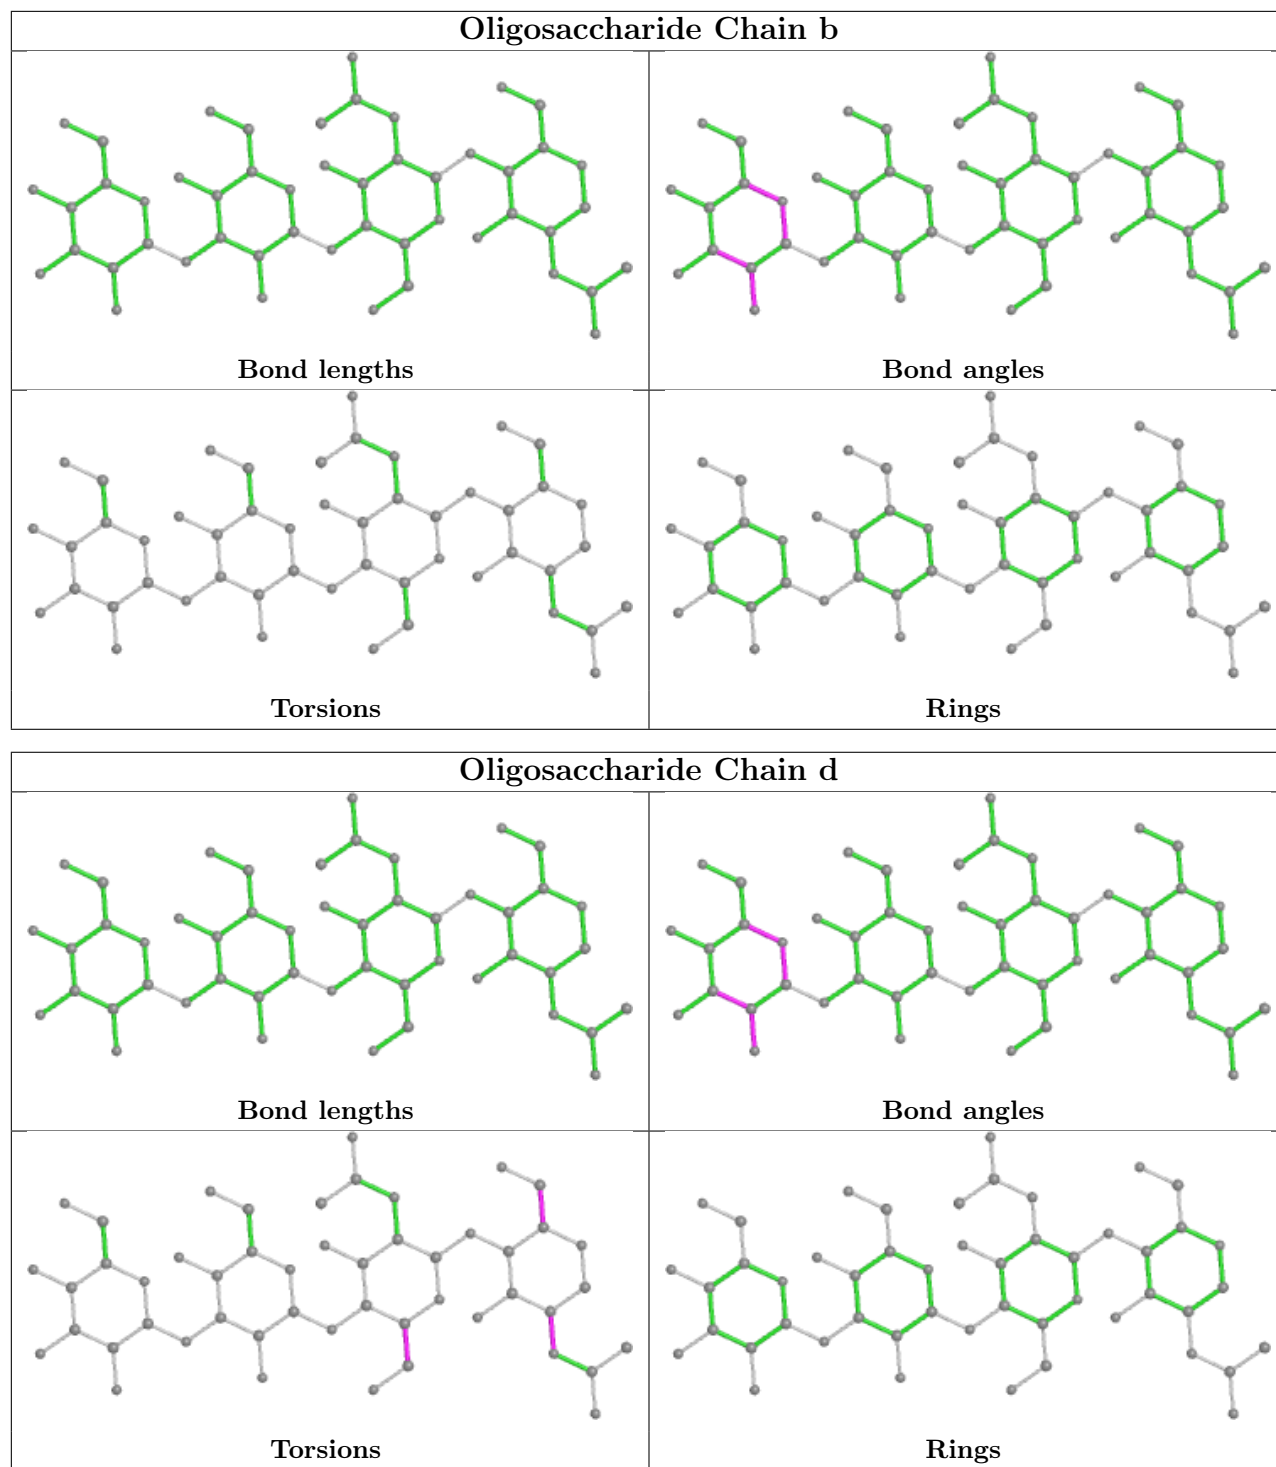 Oligosaccharide Chain b
Bond lengths
Bond angles
Torsions
Rings
Oligosaccharide Chain d
Bond lengths
Bond angles
Torsions
Rings